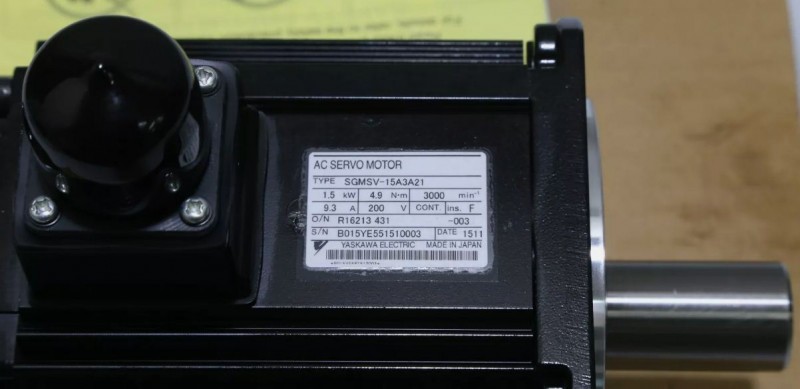 AC SERVO MOTOR
TYPE SGMSV-15A3A21
1.5 kW 4.9 N·m 3000 min⁻¹
9.3 A 200 V CONT. ins. F
O/N R16213 431 -003
S/N B015YE551510003 DATE 1511
YASKAWA ELECTRIC MADE IN JAPAN